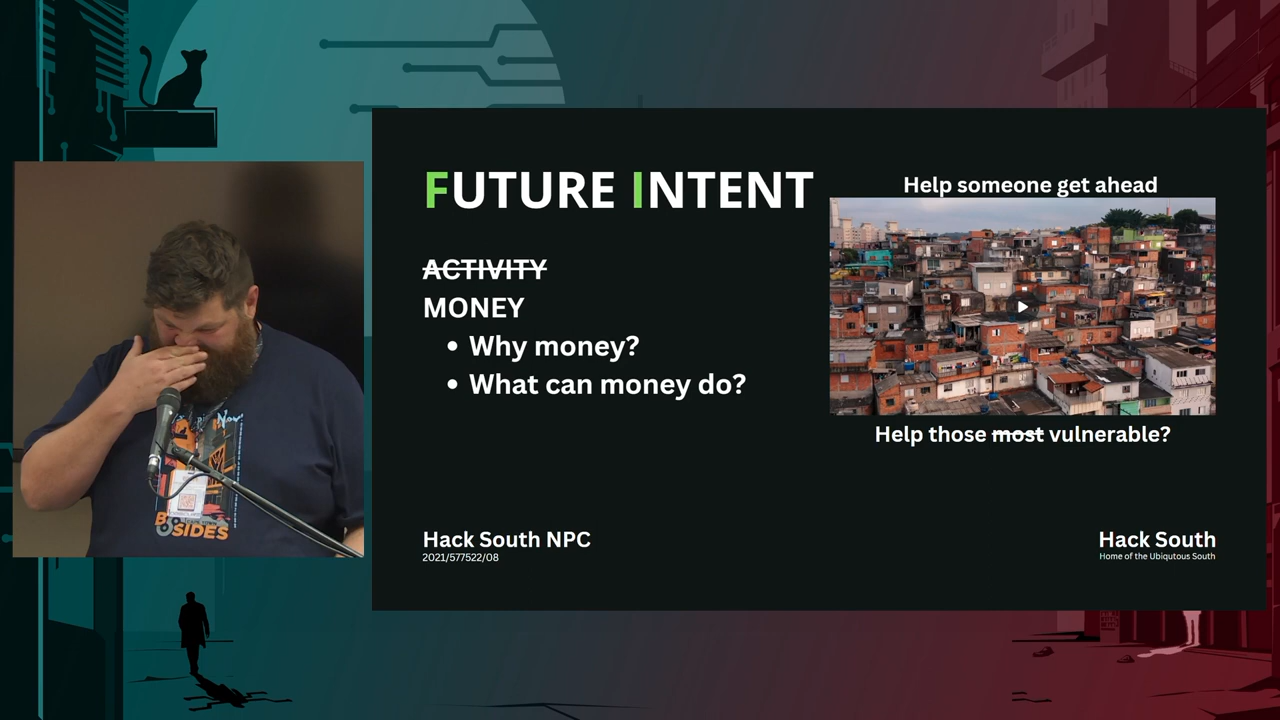 FUTURE INTENT
ACTIVITY
MONEY
• Why money?
• What can money do?
Help someone get ahead
Help those most vulnerable?
Hack South NPC
2021/577522/08
Hack South
Home of the Ubiqutous South
BSIDES